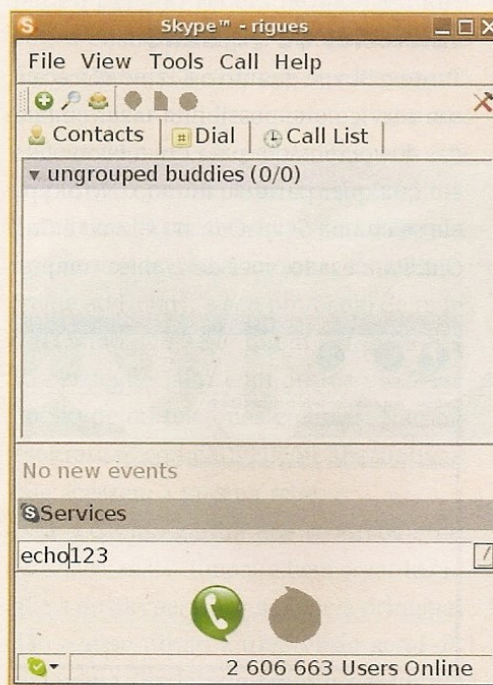 Skype™ - rigues
File View Tools Call Help
Contacts Dial Call List
ungrouped buddies (0/0)
No new events
Services
echo123
2 606 663 Users Online